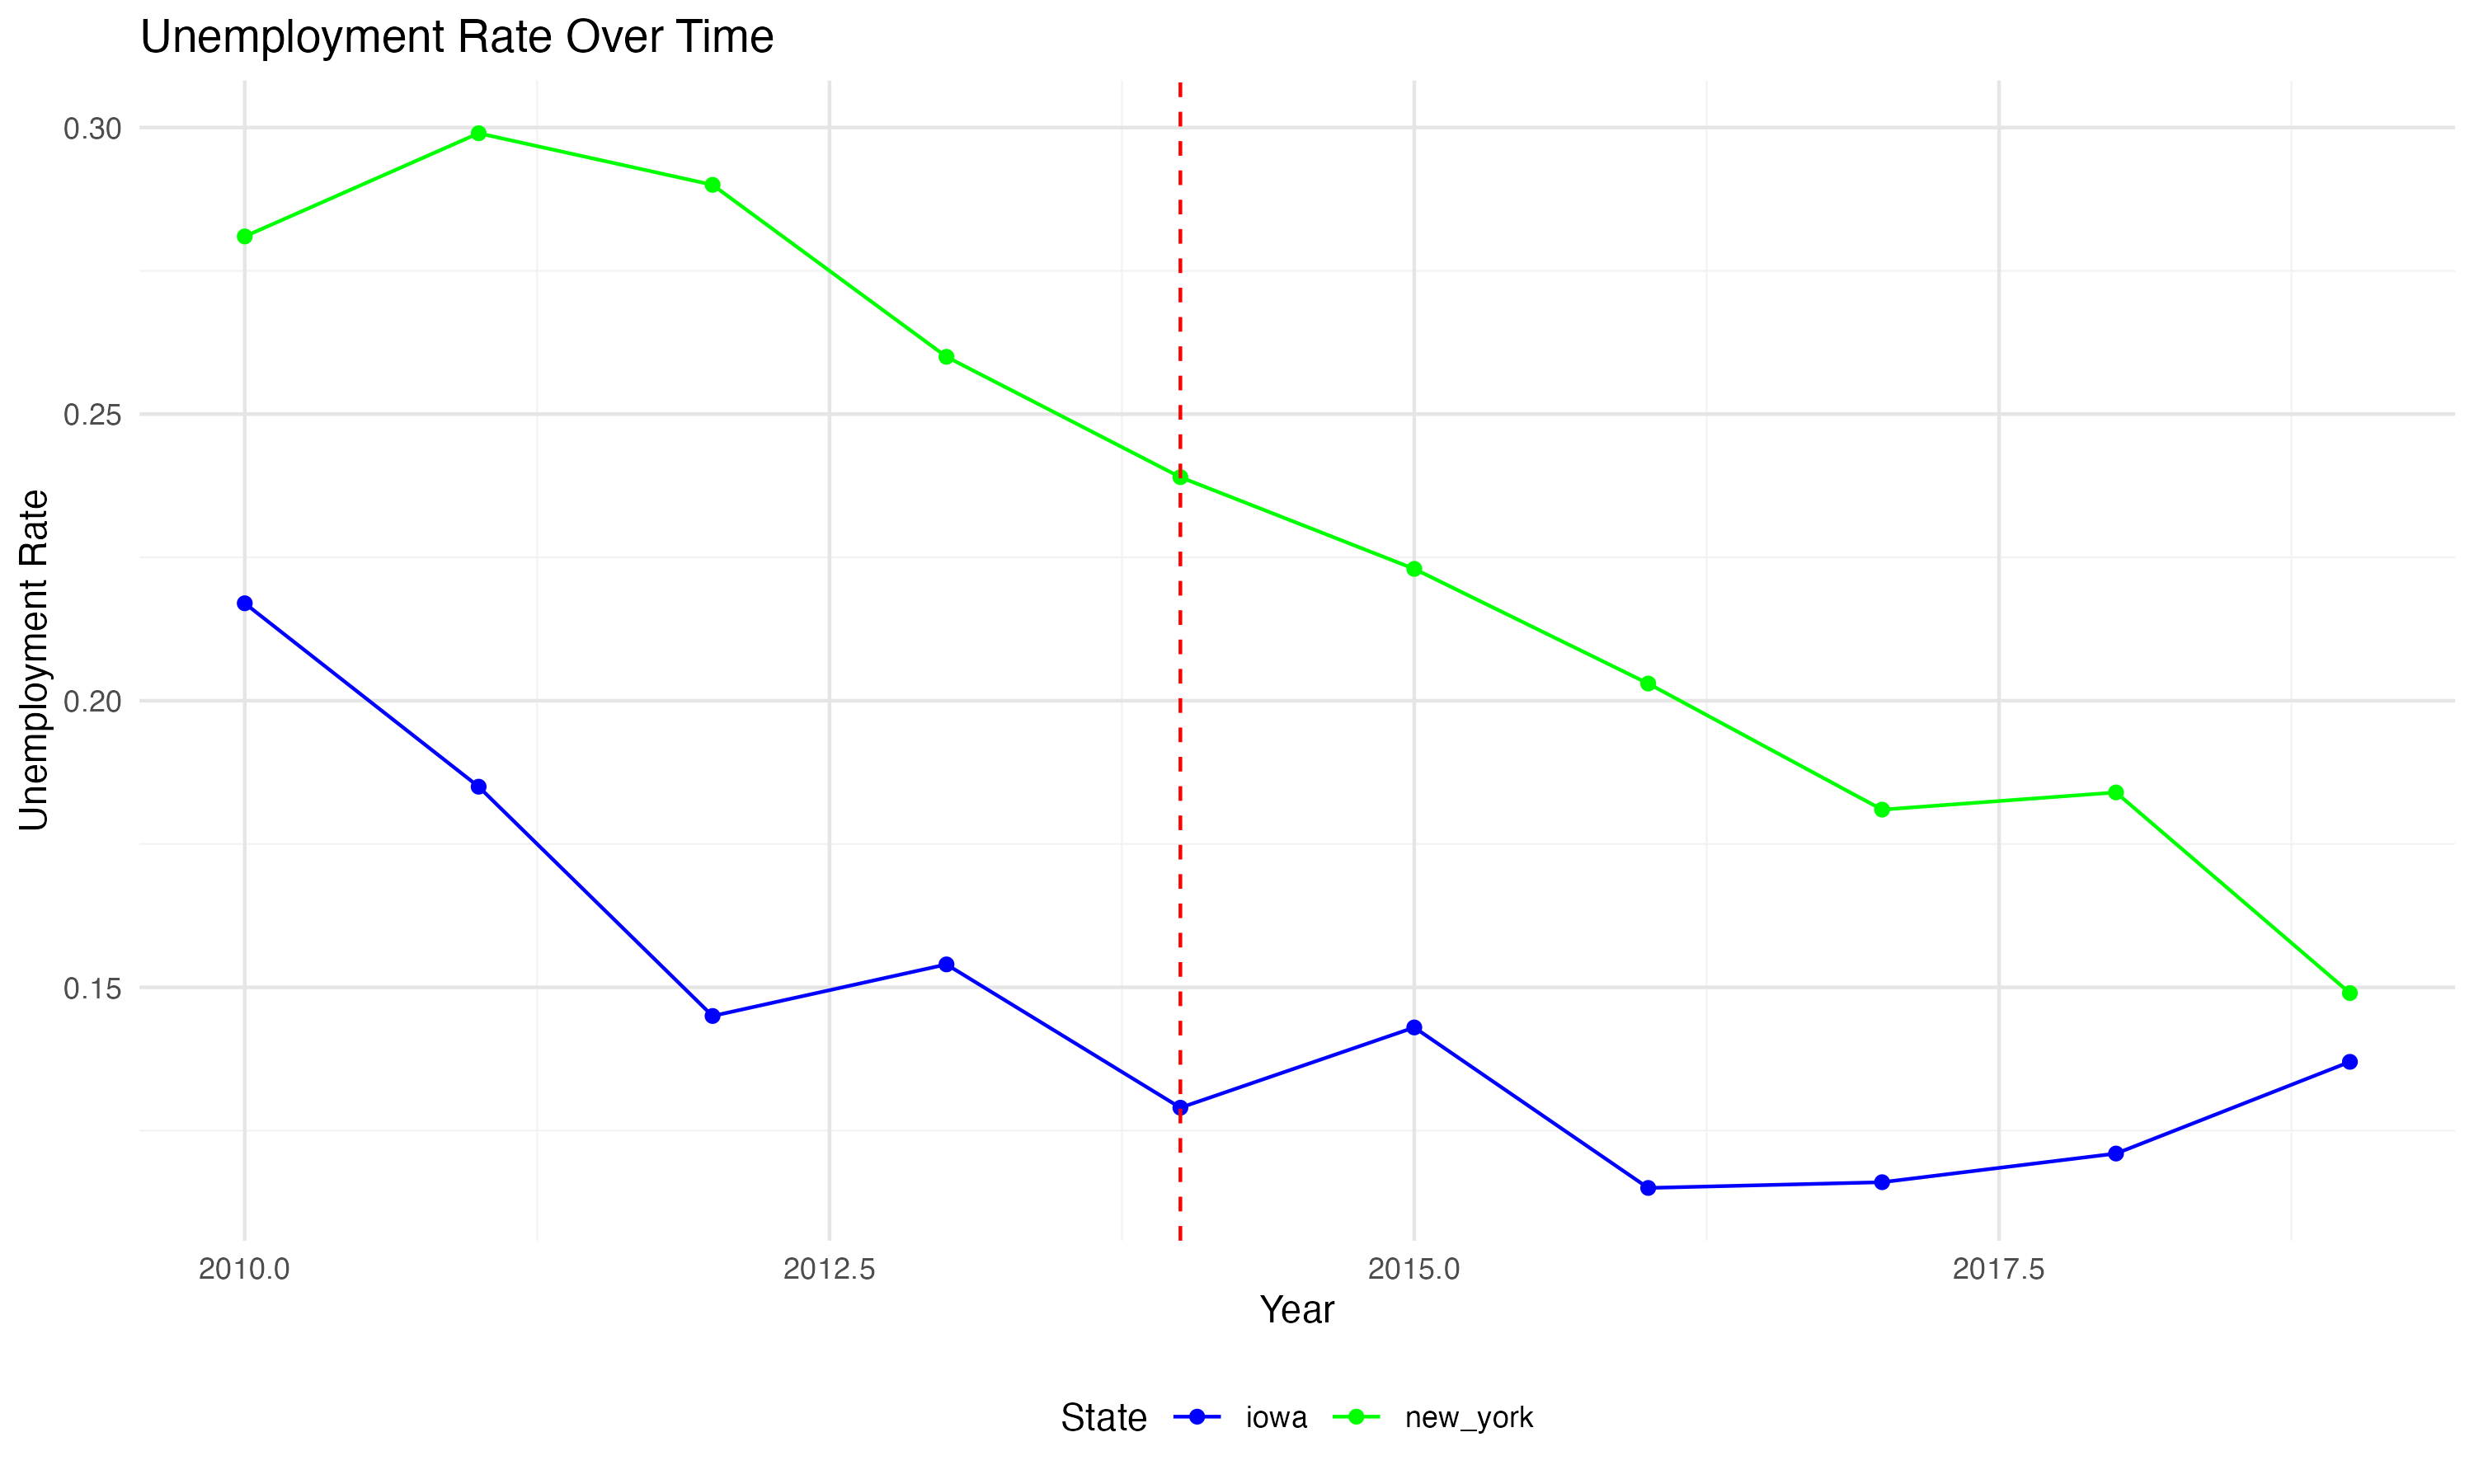 Unemployment Rate Over Time
Unemployment Rate
0.30
0.25
0.20
0.15
2010.0 2012.5 2015.0 2017.5
Year
State iowa new_york